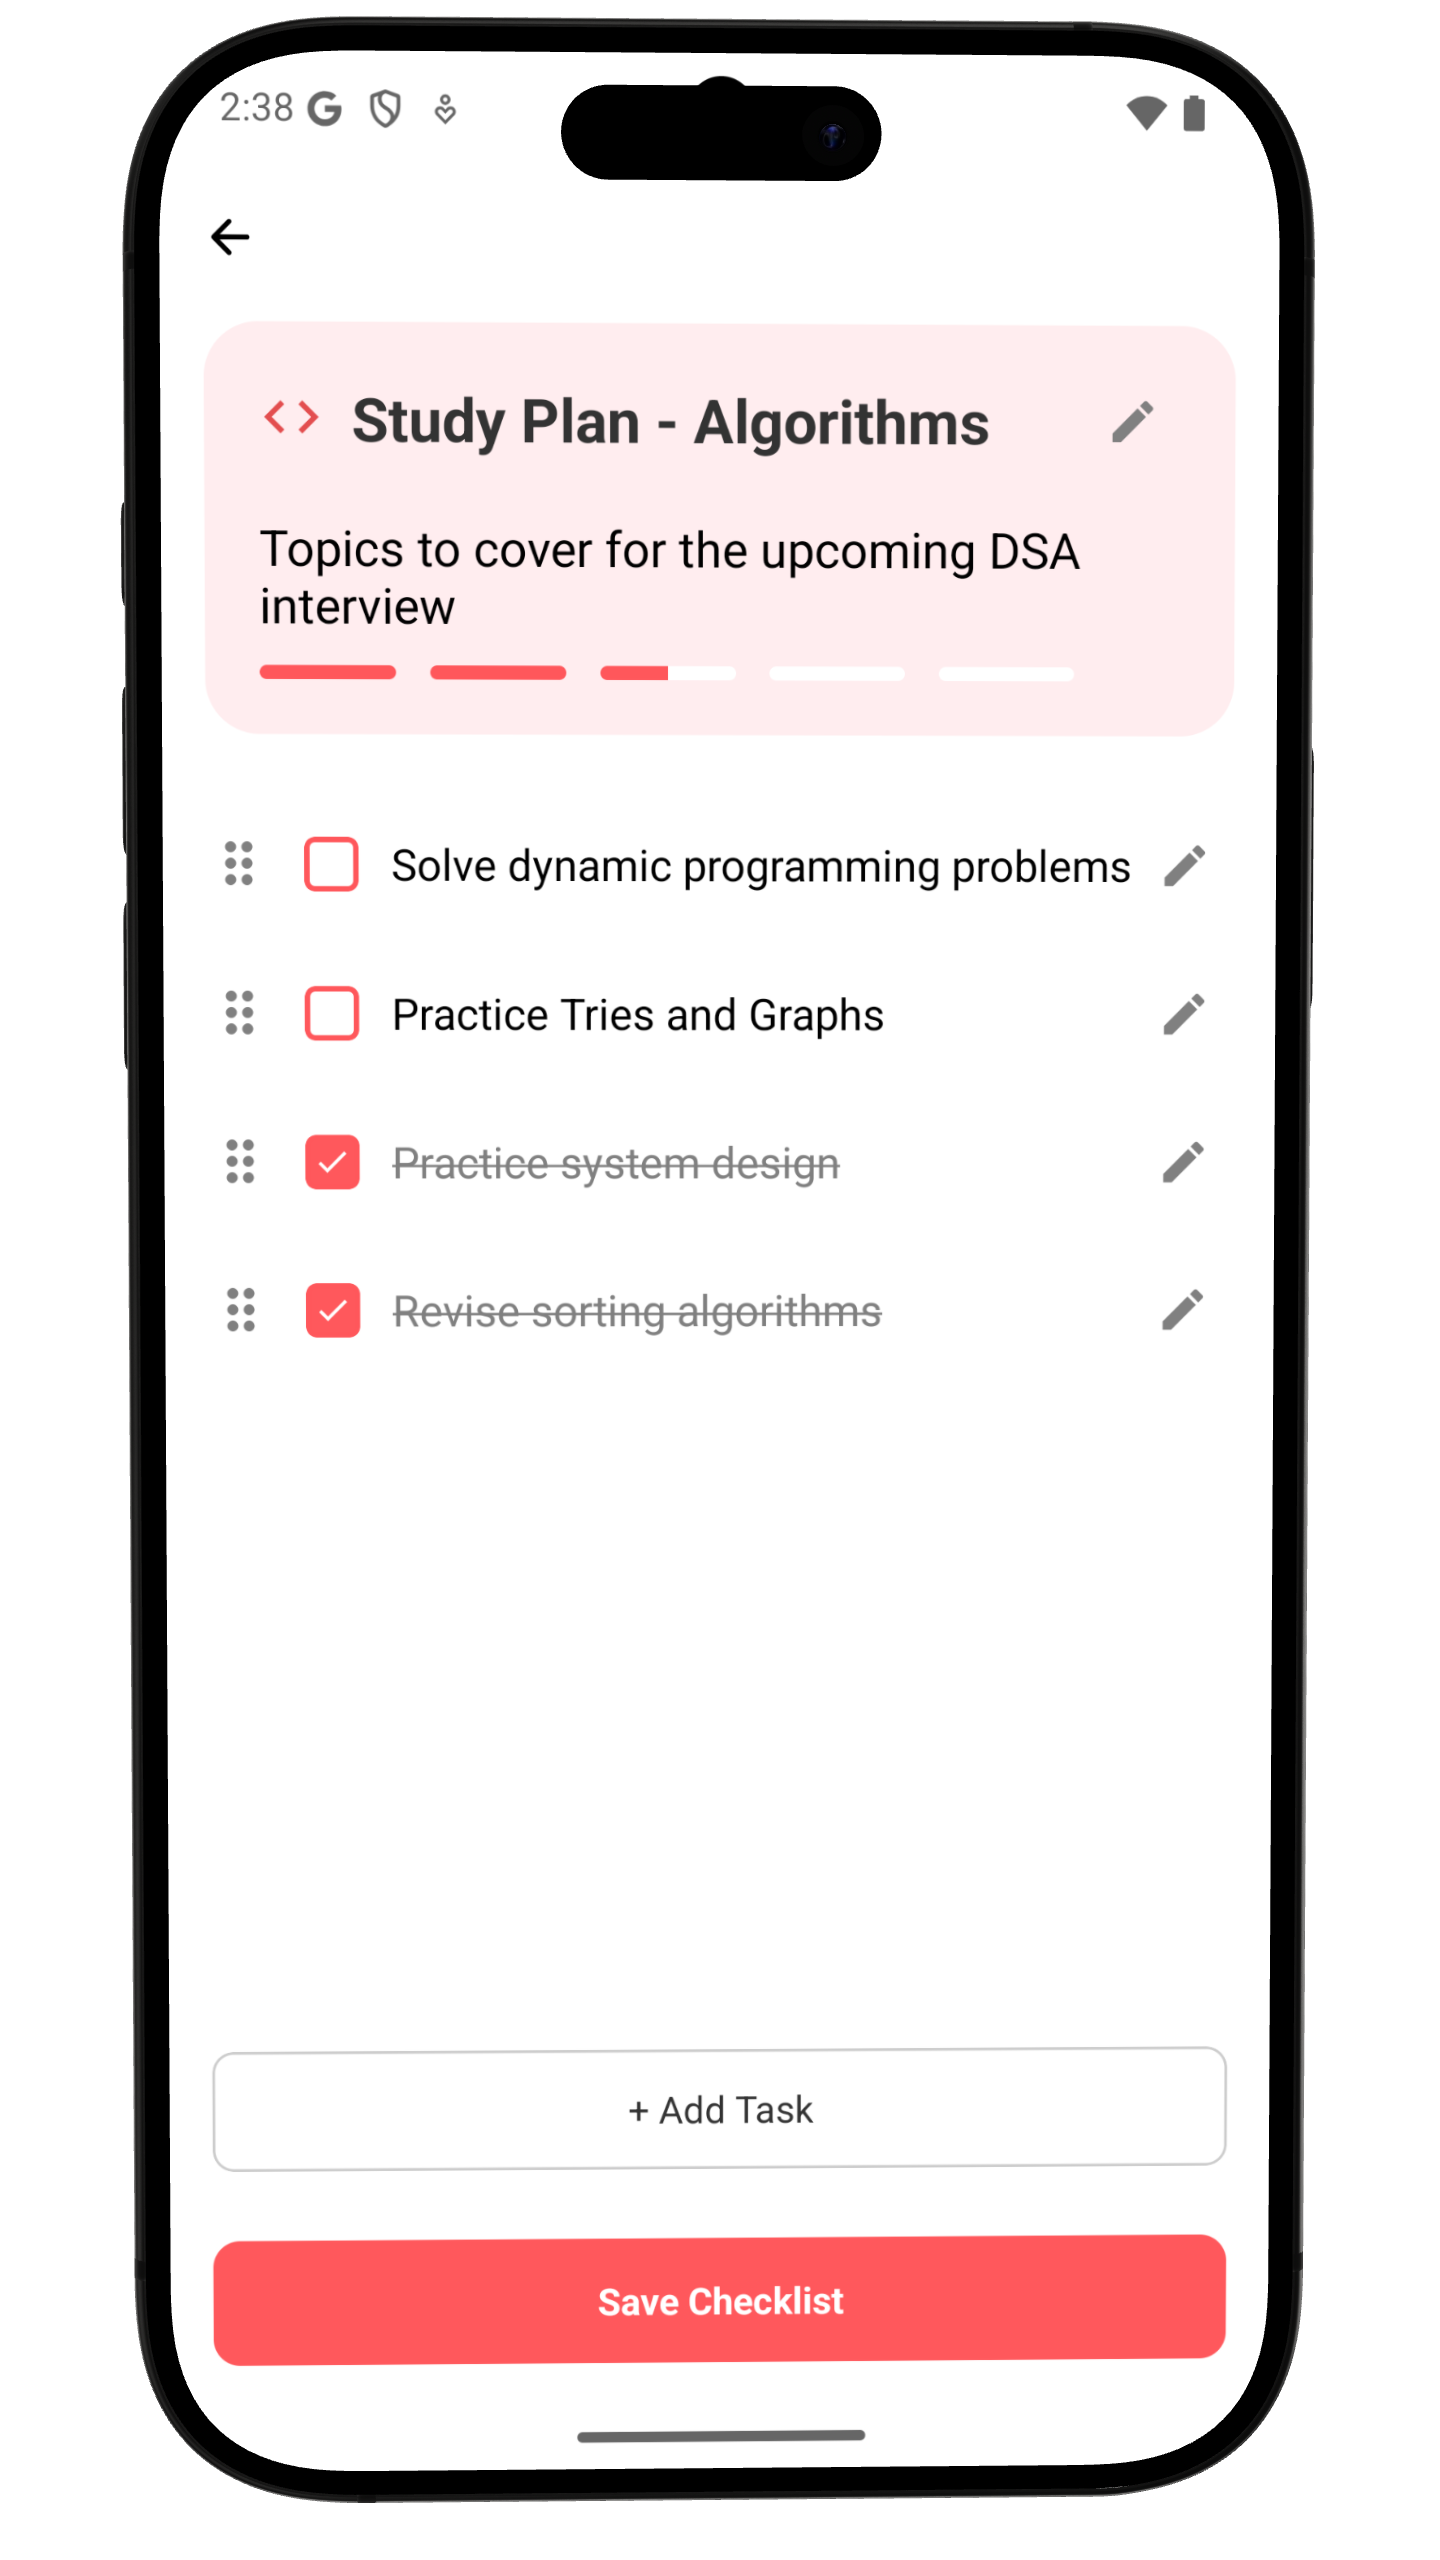 2:38
Study Plan - Algorithms
Topics to cover for the upcoming DSA
interview
Solve dynamic programming problems
Practice Tries and Graphs
Practice system design
Revise sorting algorithms
+ Add Task
Save Checklist